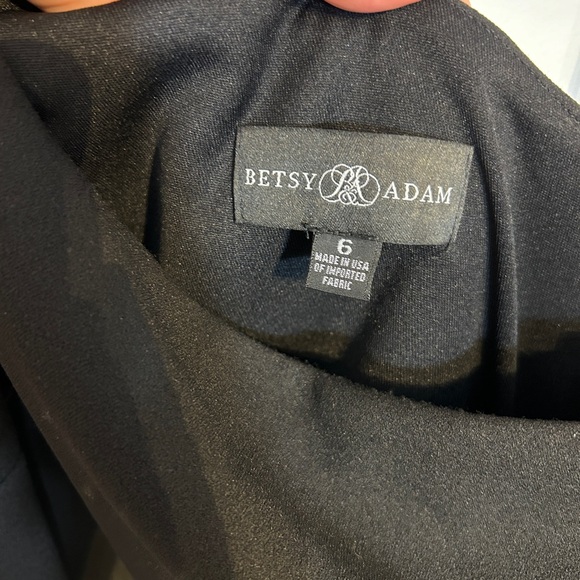 BETSY ADAM
6
MADE IN USA
OF IMPORTED
FABRIC